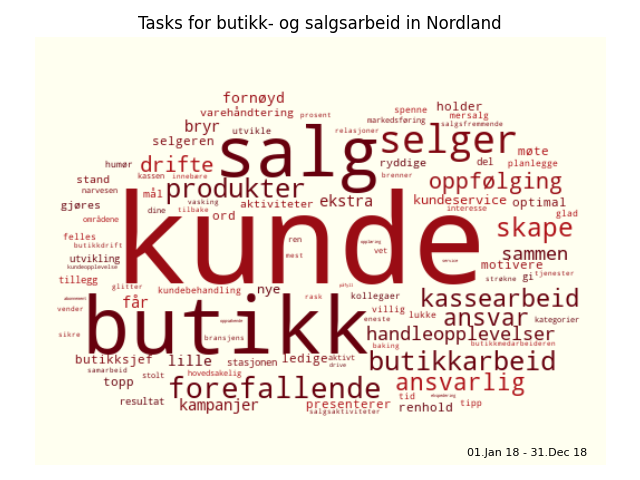 Tasks for butikk- og salgsarbeid in Nordland
fornøyd
spenne holder
varehåndtering prosent
mersalg
markedsføring
salgsfremmende
bryr utvikle salg relasjoner selger
selgeren
møte
humør drifte ryddige del planlegge
kassen innebære brenner
stand produkter oppfølging
narvesen mål vasking ekstra kundeservice optimal
gjøres dine aktiviteter interesse
tilbake ord glad
områdene kunde skape
felles ren
butikkdrift mest vet sammen
utvikling service motivere
kundeopplevelse gi tjenester
tillegg strøkne
glitter kundebehandling nye kollegaer kassearbeid
får rask villig lukke ansvar kategorier
vender butikk eneste
sikre bransjens handleopplevelser
baking butikkmedarbeideren
butikksjef lille stasjonen ledige aktivt butikkarbeid
samarbeid drive
topp stolt hovedsakelig
forefallende ansvarlig
resultat kampanjer presenterer tid tipp
salgsaktiviteter renhold
01.Jan 18 - 31.Dec 18